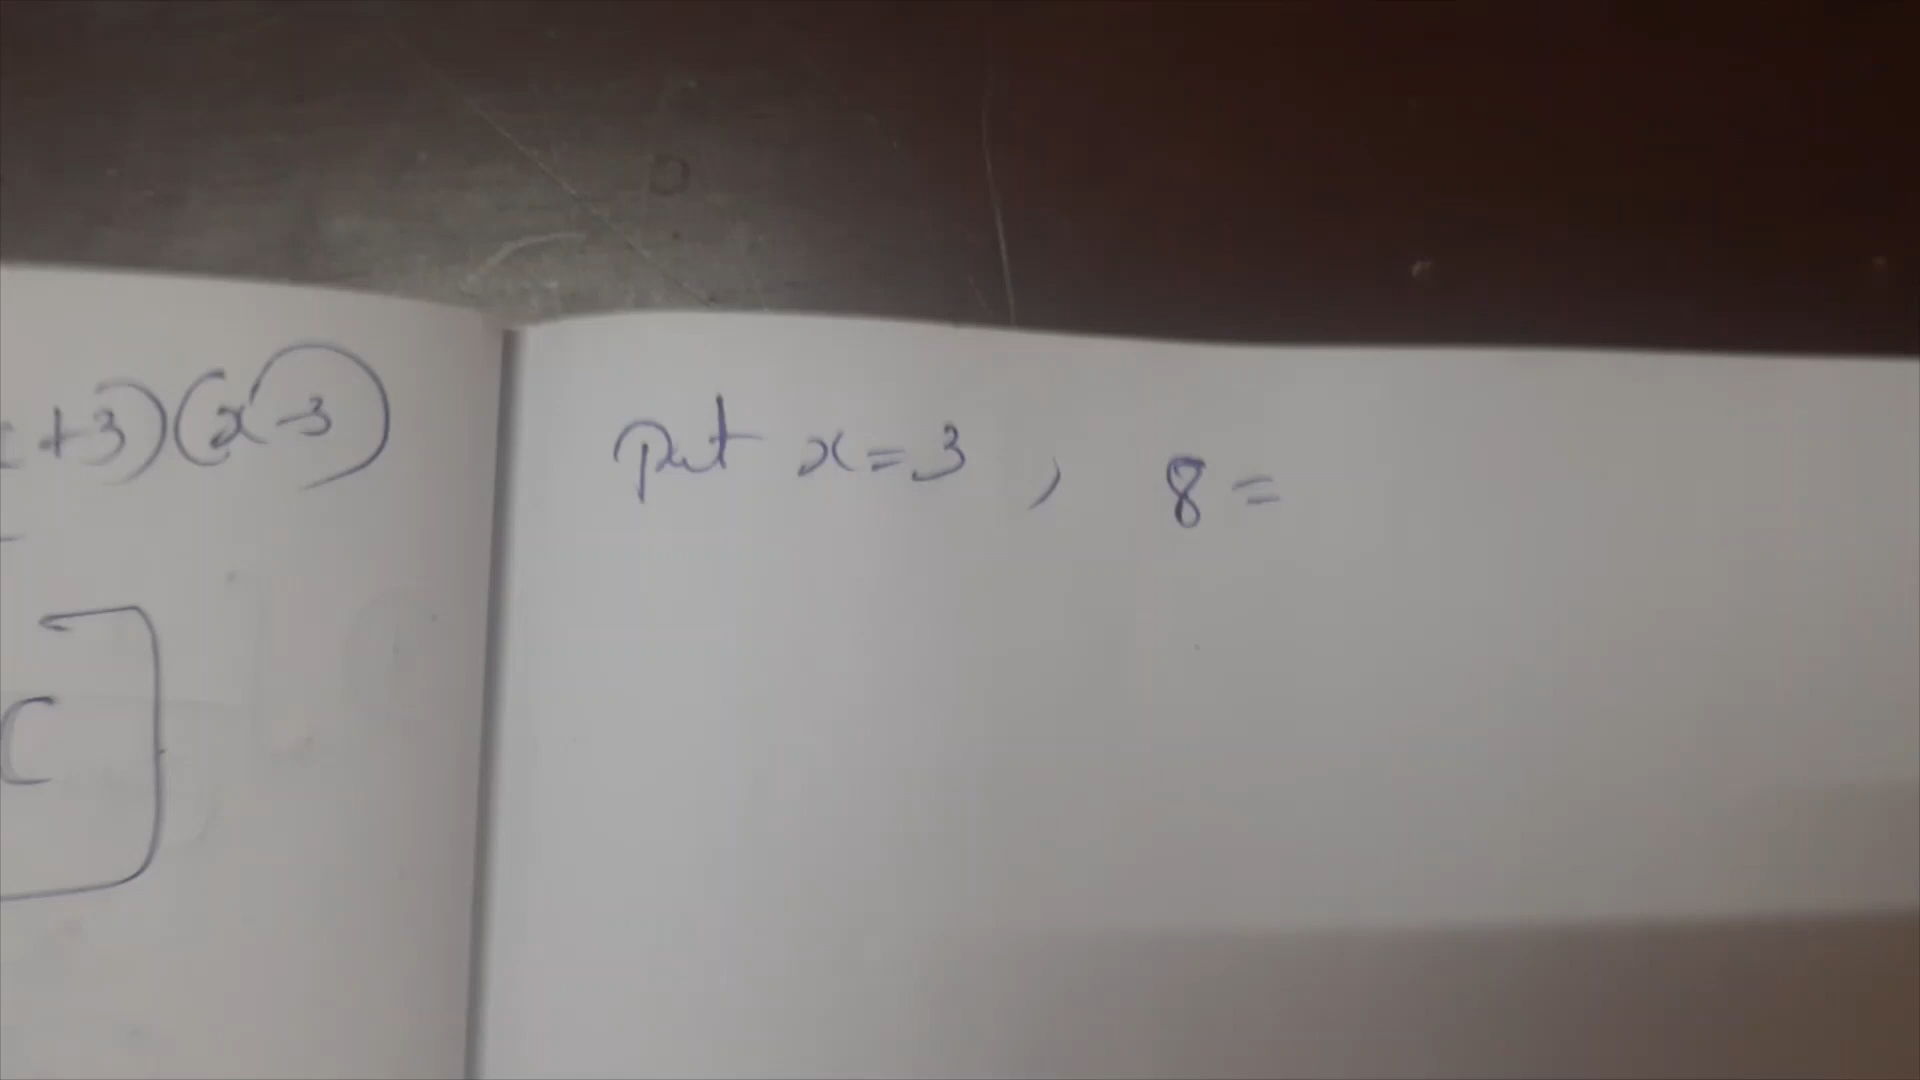 +3)(x-3)
C
Put x=3 , 8=